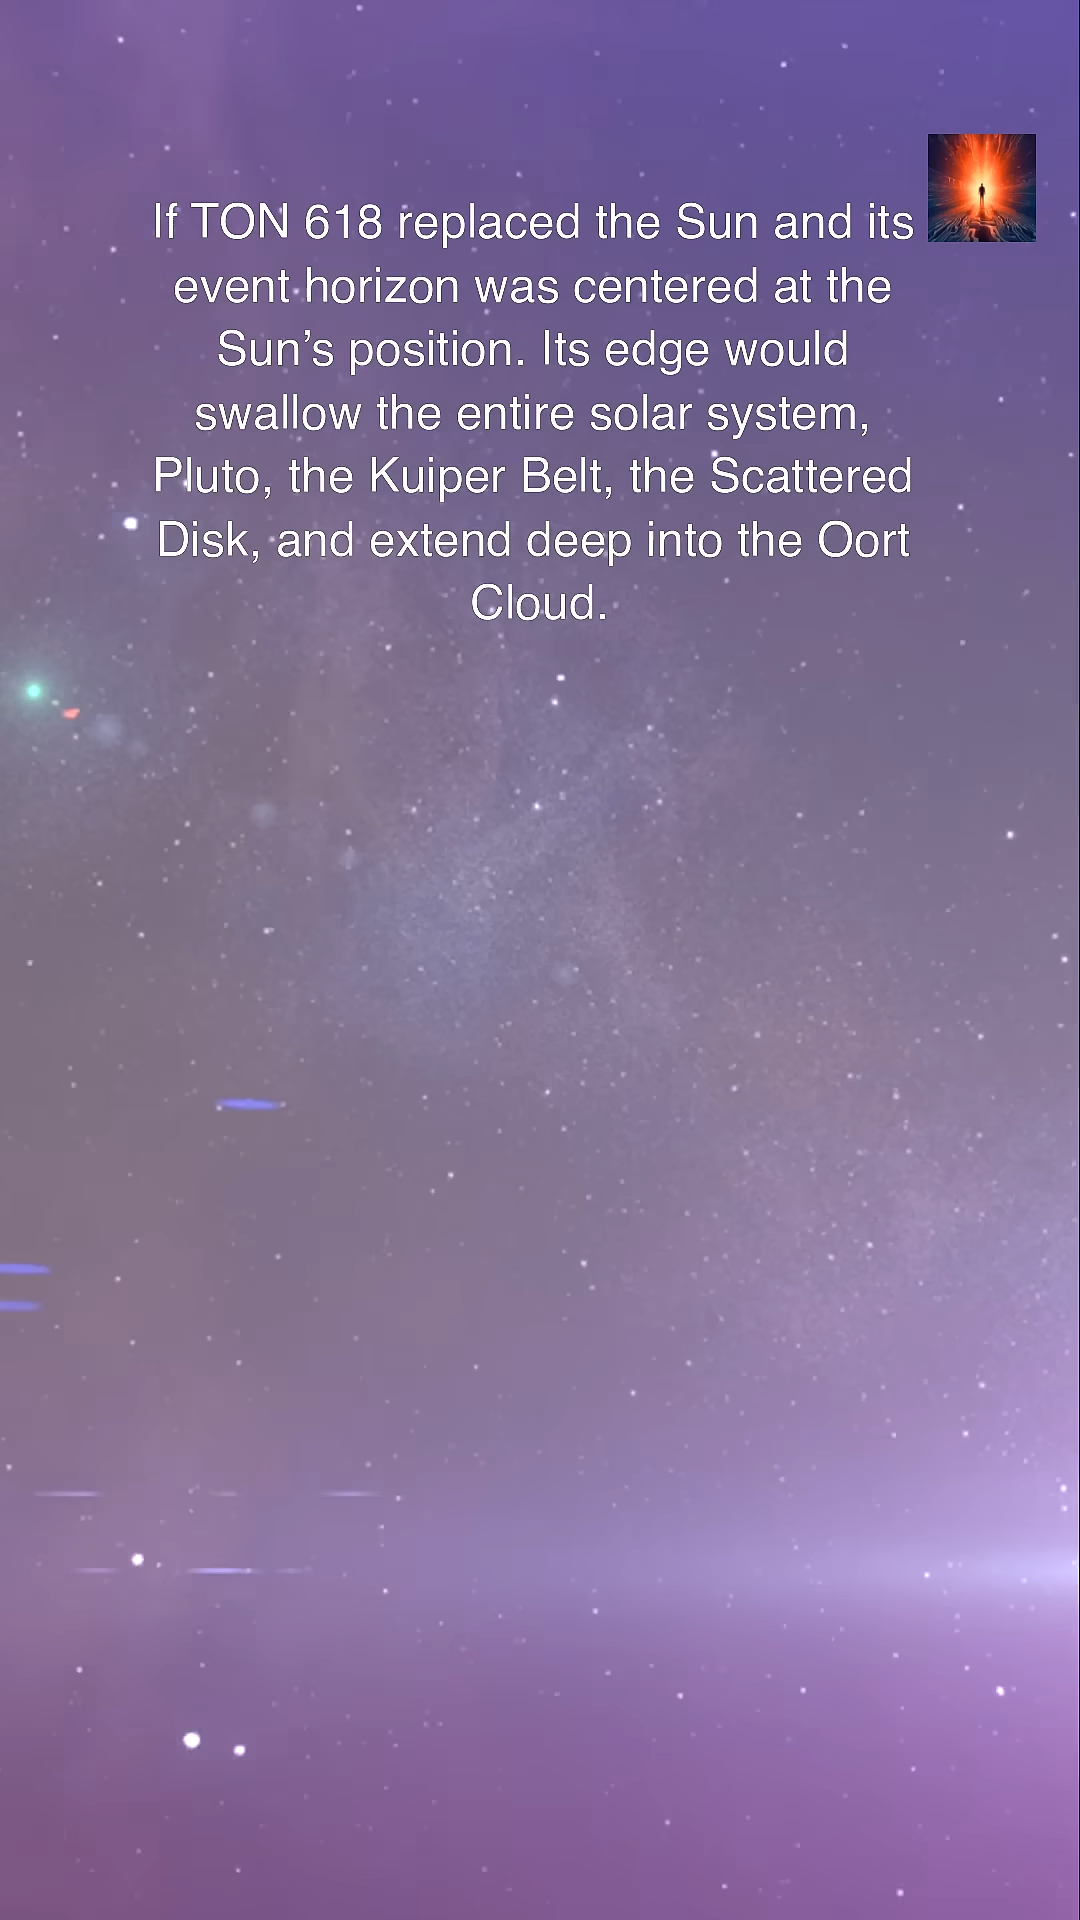 If TON 618 replaced the Sun and its
event horizon was centered at the
Sun’s position. Its edge would
swallow the entire solar system,
Pluto, the Kuiper Belt, the Scattered
Disk, and extend deep into the Oort
Cloud.